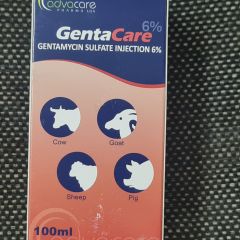 advacare
PHARMA USA
GentaCare 6%
GENTAMYCIN SULFATE INJECTION 6%
Cow
Goat
Sheep
Pig
100ml